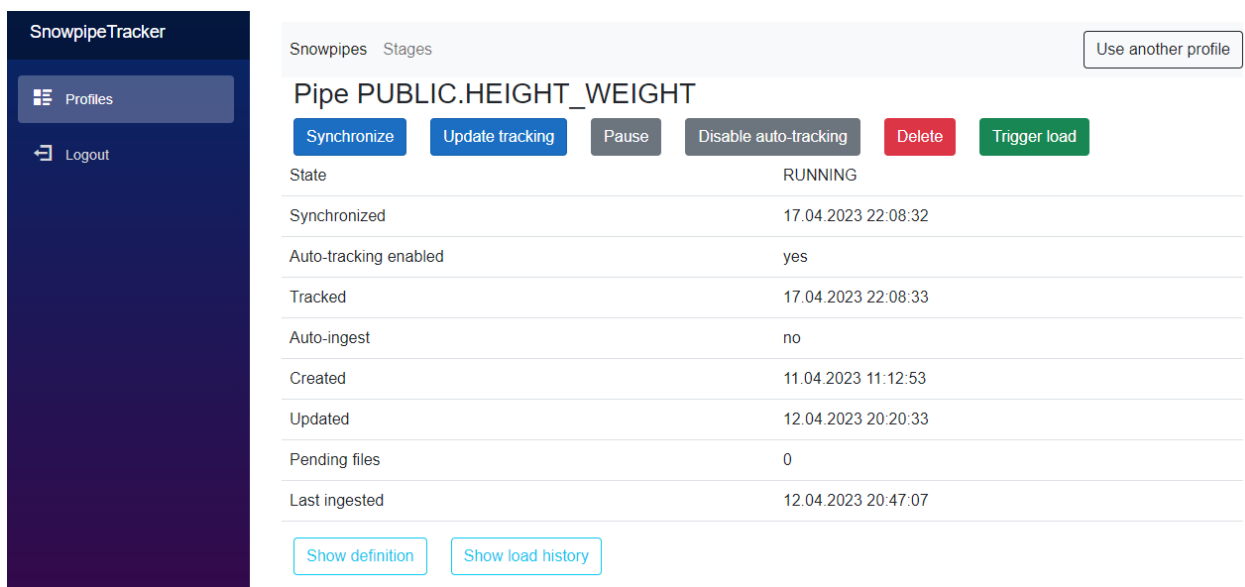 SnowpipeTracker
Profiles
Logout
Snowpipes Stages Use another profile
Pipe PUBLIC.HEIGHT_WEIGHT
Synchronize Update tracking Pause Disable auto-tracking Delete Trigger load
State RUNNING
Synchronized 17.04.2023 22:08:32
Auto-tracking enabled yes
Tracked 17.04.2023 22:08:33
Auto-ingest no
Created 11.04.2023 11:12:53
Updated 12.04.2023 20:20:33
Pending files 0
Last ingested 12.04.2023 20:47:07
Show definition Show load history